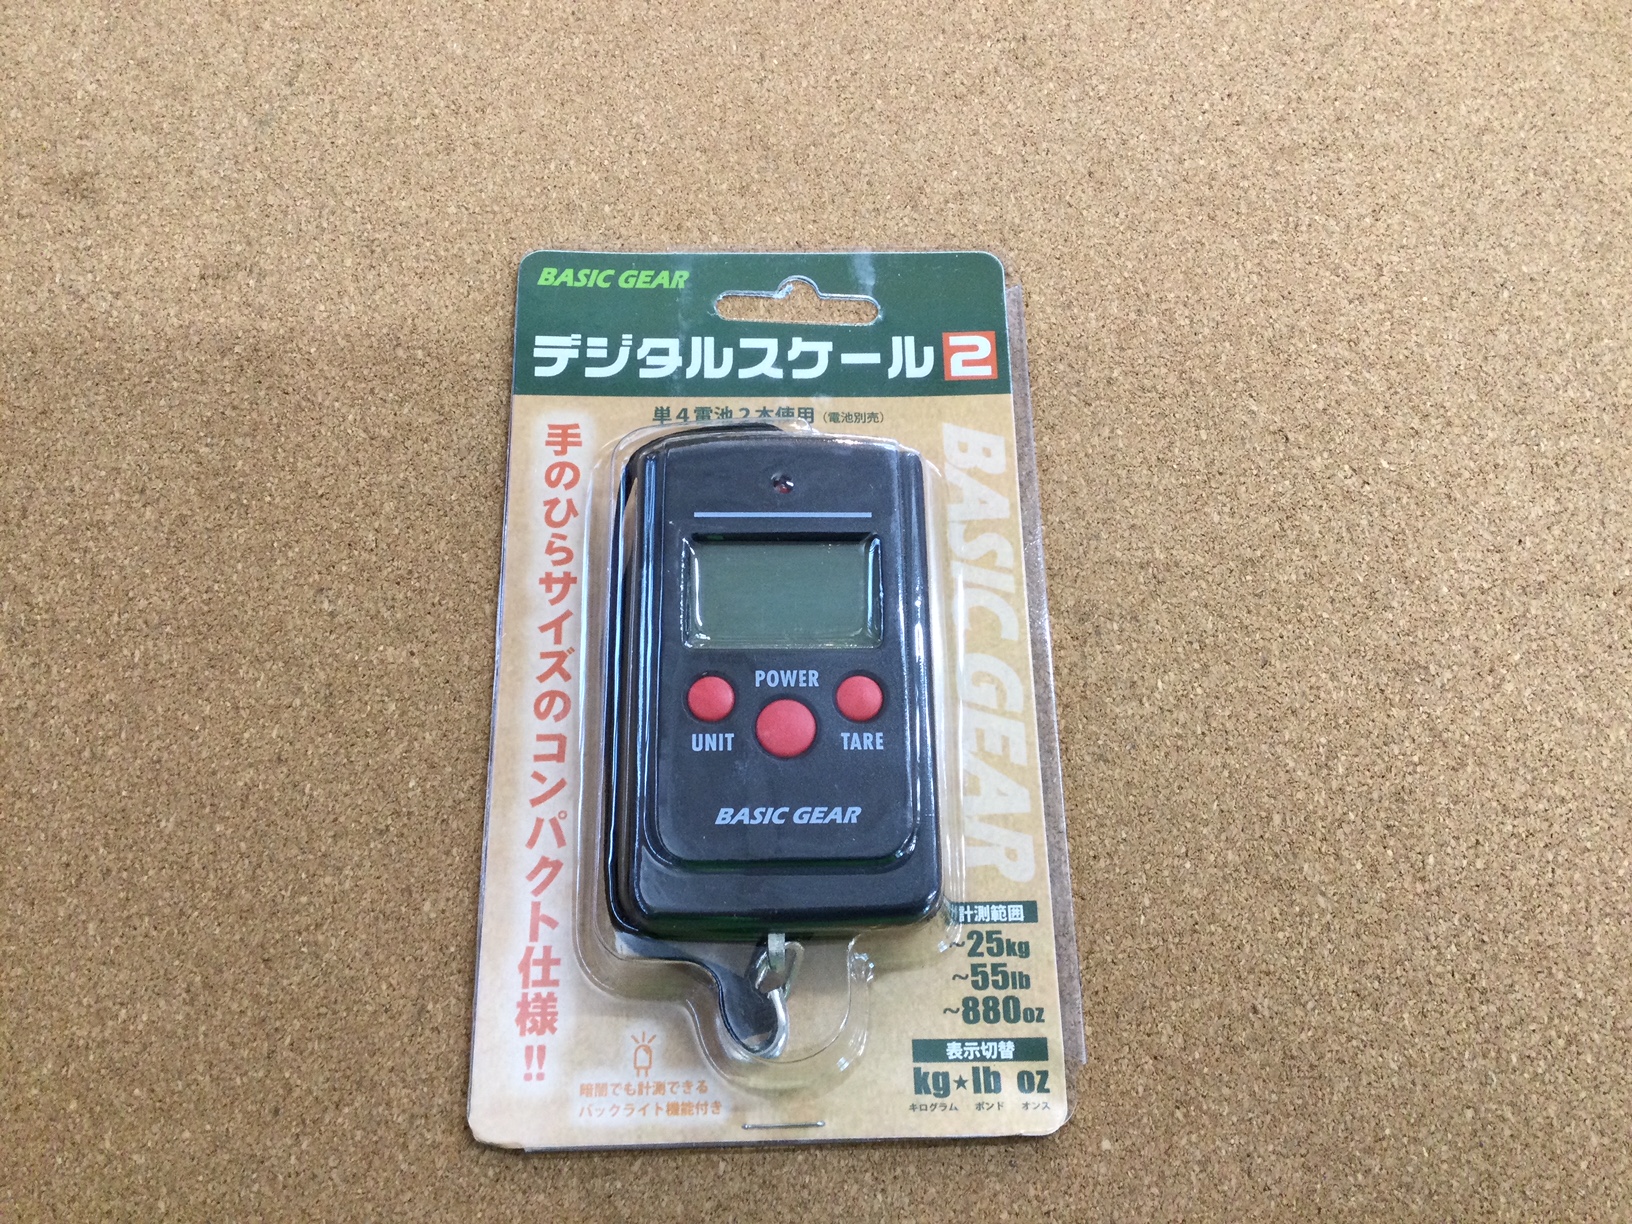 BASIC GEAR
デジタルスケール2
単4電池2本使用(電池別売)
手のひらサイズのコンパクト仕様!!
BASIC GEAR
POWER
UNIT
TARE
BASIC GEAR
計測範囲
~25kg
~55lb
~880oz
表示切替
kg★lb oz
キログラム ポンド オンス
暗闇でも計測できる
バックライト機能付き